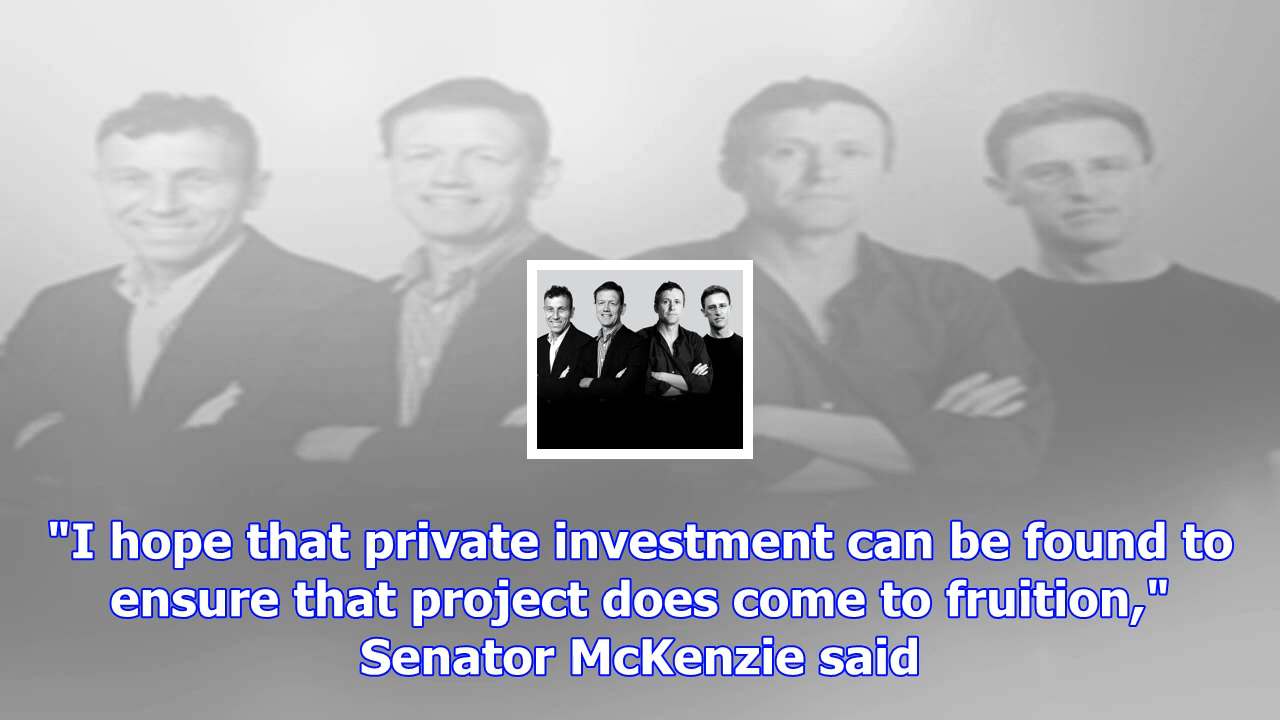 "I hope that private investment can be found to
ensure that project does come to fruition,"
Senator McKenzie said